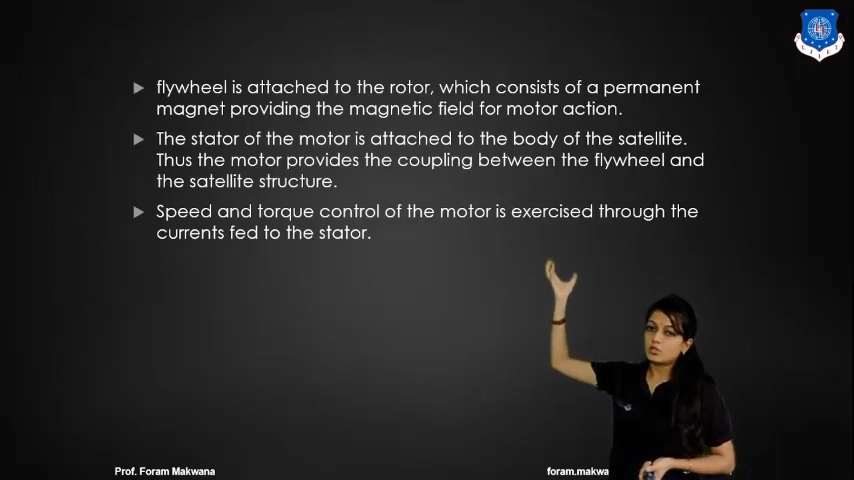 flywheel is attached to the rotor, which consists of a permanent
magnet providing the magnetic field for motor action.
The stator of the motor is attached to the body of the satellite.
Thus the motor provides the coupling between the flywheel and
the satellite structure.
Speed and torque control of the motor is exercised through the
currents fed to the stator.
Prof. Foram Makwana
foram.makwa